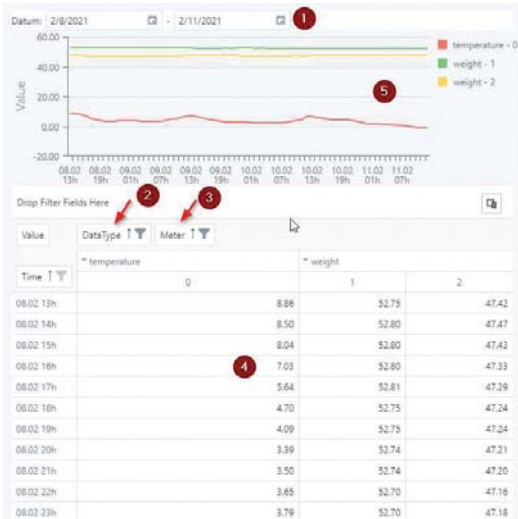 Datum: 2/8/2021 - 2/11/2021 1
60.00
40.00
20.00
0.00
-20.00
Value
temperature - 0
weight - 1
weight - 2
5
08.02 08.02 09.02 09.02 09.02 09.02 10.02 10.02 10.02 10.02 11.02 11.02
13h 19h 01h 07h 13h 19h 01h 07h 13h 19h 01h 07h
2 3
Drop Filter Fields Here
Value DataType Meter
temperature weight
Time
0 1 2
08.02 13h 8.86 52.75 47.42
08.02 14h 8.50 52.80 47.47
08.02 15h 8.04 52.80 47.43
08.02 16h 4 7.03 52.80 47.33
08.02 17h 5.64 52.81 47.29
08.02 18h 4.70 52.75 47.24
08.02 19h 4.09 52.75 47.24
08.02 20h 3.39 52.74 47.21
08.02 21h 3.50 52.74 47.20
08.02 22h 3.65 52.70 47.16
08.02 23h 3.79 52.70 47.18